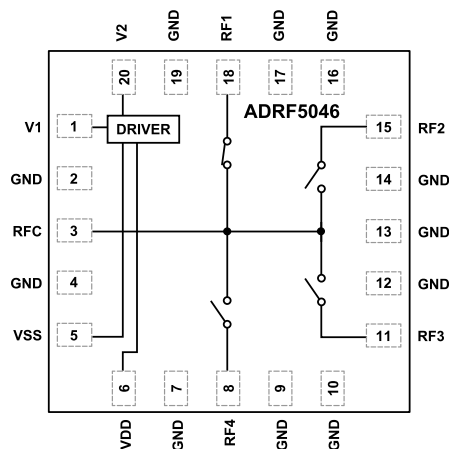 V2
GND
RF1
GND
GND
20
19
18
17
16
ADRF5046
V1
1
DRIVER
15
RF2
GND
2
14
GND
RFC
3
13
GND
GND
4
12
GND
VSS
5
11
RF3
6
7
8
9
10
VDD
GND
RF4
GND
GND